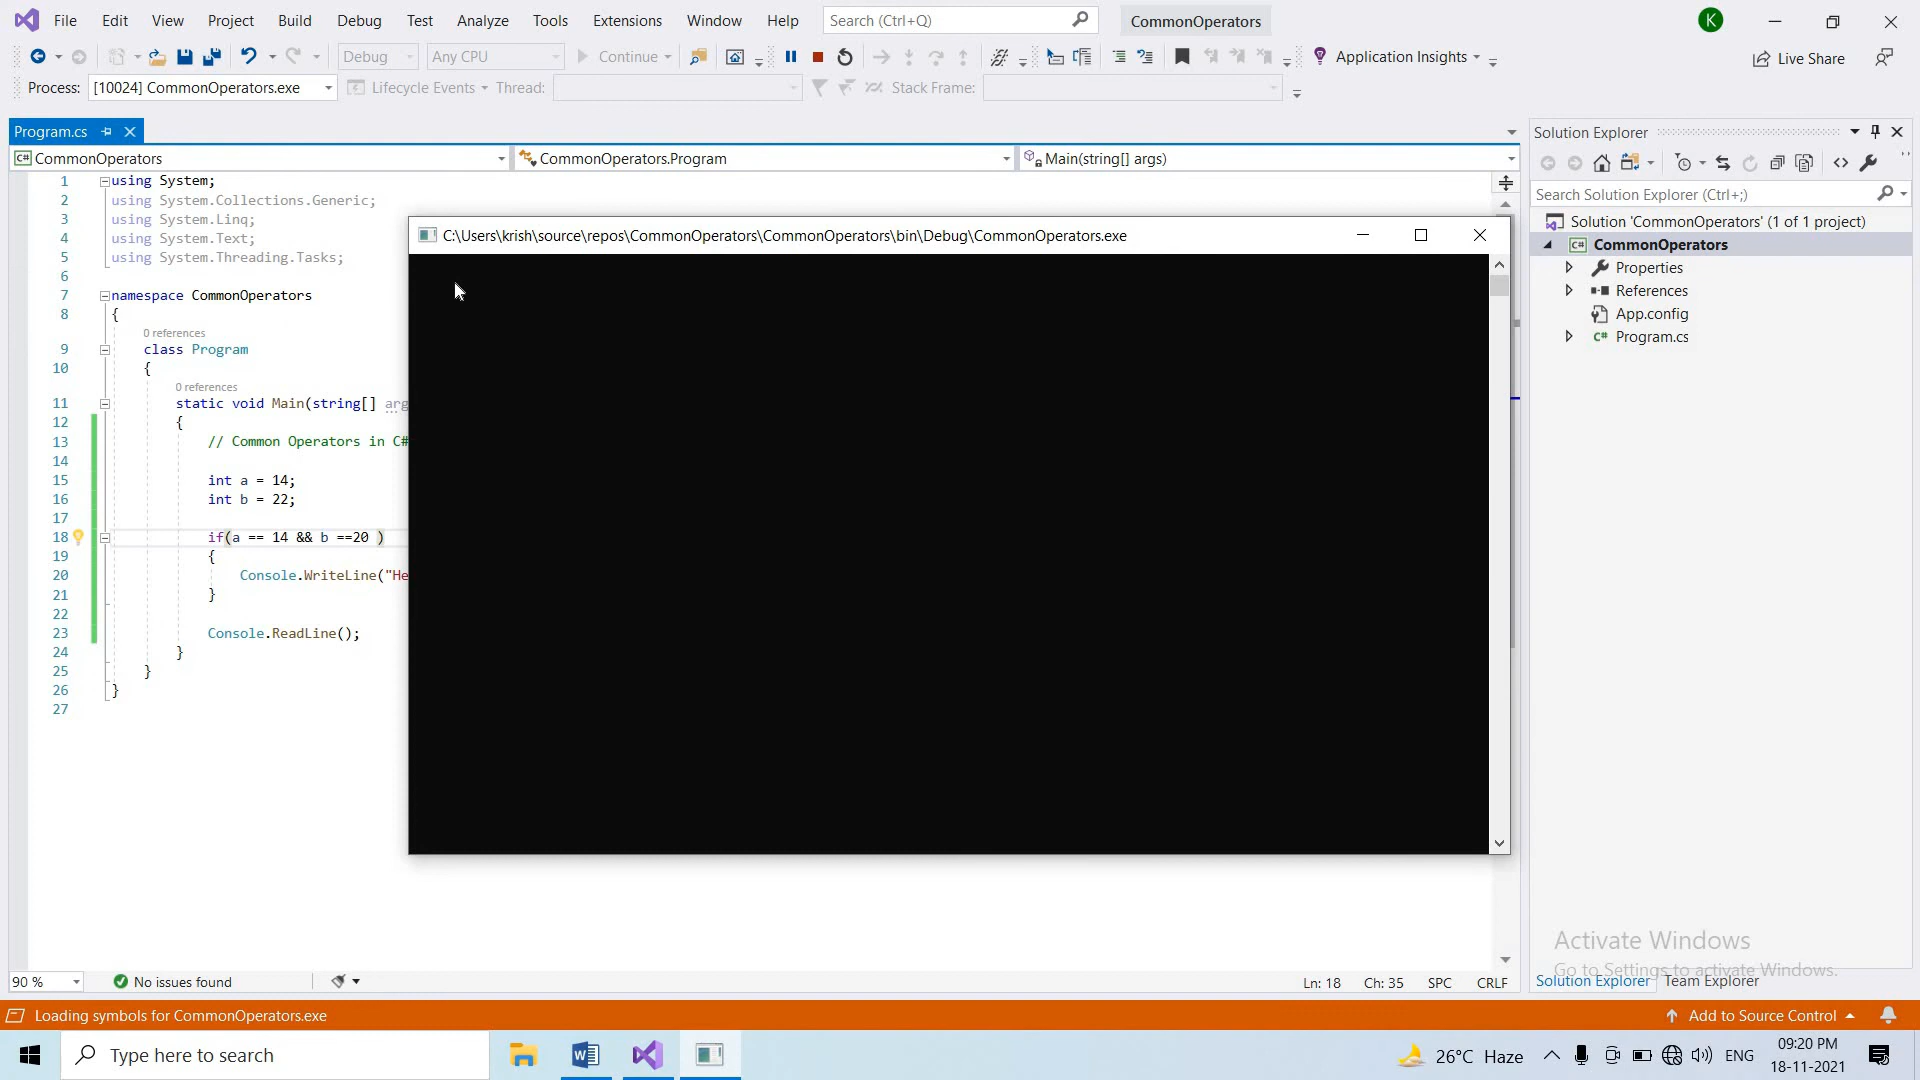 File Edit View Project Build Debug Test Analyze Tools Extensions Window Help Search (Ctrl+Q) CommonOperators K
Debug Any CPU Continue Application Insights Live Share
Process: [10024] CommonOperators.exe Lifecycle Events Thread: Stack Frame:
Program.cs
C# CommonOperators CommonOperators.Program Main(string[] args)
1 using System;
2 using System.Collections.Generic;
3 using System.Linq;
4 using System.Text;
5 using System.Threading.Tasks;
6
7 namespace CommonOperators
8 {
0 references
9 class Program
10 {
0 references
11 static void Main(string[] arg
12 {
13 // Common Operators in C#
14
15 int a = 14;
16 int b = 22;
17
18 if(a == 14 && b ==20 )
19 {
20 Console.WriteLine("He
21 }
22
23 Console.ReadLine();
24 }
25 }
26 }
27
C:\Users\krish\source\repos\CommonOperators\CommonOperators\bin\Debug\CommonOperators.exe
Solution Explorer
Search Solution Explorer (Ctrl+;)
Solution 'CommonOperators' (1 of 1 project)
C# CommonOperators
Properties
References
App.config
C# Program.cs
Activate Windows
Go to Settings to activate Windows.
Solution Explorer Team Explorer
90 % No issues found Ln: 18 Ch: 35 SPC CRLF
Loading symbols for CommonOperators.exe Add to Source Control
Type here to search 26°C Haze ENG 09:20 PM
18-11-2021